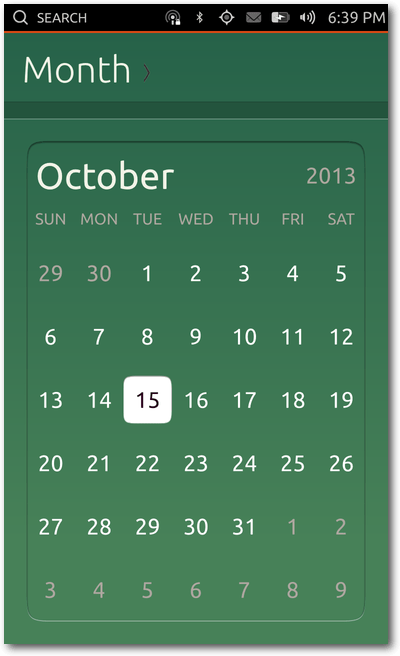 SEARCH 6:39 PM
Month
October 2013
SUN MON TUE WED THU FRI SAT
29 30 1 2 3 4 5
6 7 8 9 10 11 12
13 14 15 16 17 18 19
20 21 22 23 24 25 26
27 28 29 30 31 1 2
3 4 5 6 7 8 9